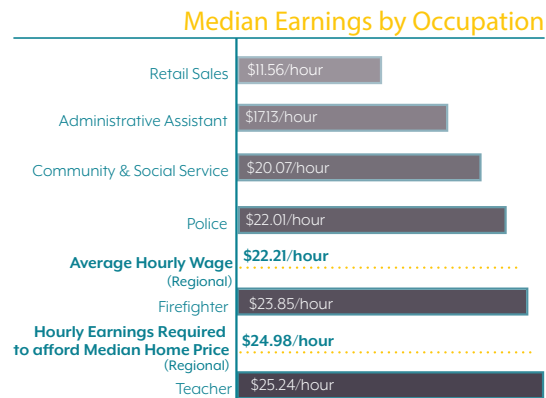 Median Earnings by Occupation
Retail Sales $11.56/hour
Administrative Assistant $17.13/hour
Community & Social Service $20.07/hour
Police $22.01/hour
Average Hourly Wage $22.21/hour
(Regional)
Firefighter $23.85/hour
Hourly Earnings Required
to afford Median Home Price $24.98/hour
(Regional)
Teacher $25.24/hour